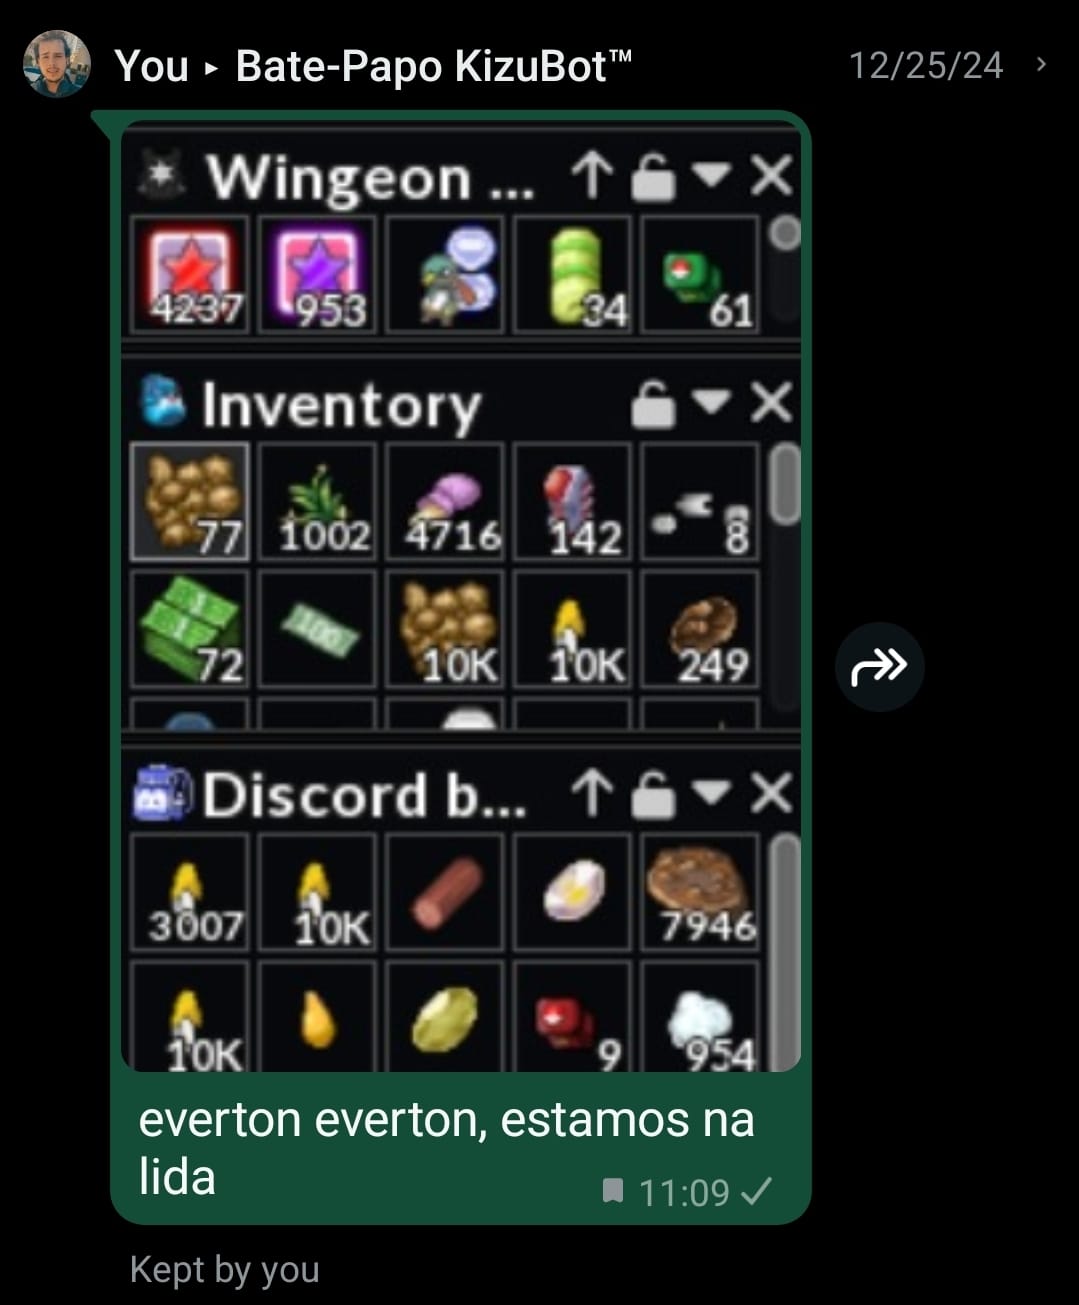 You ▸ Bate-Papo KizuBot™ 12/25/24
Wingeon ...
4237 953 34 61
Inventory
77 1002 4716 142 8
100
72 10K 10K 249
Discord b...
3007 10K 7946
10K 9 954
everton everton, estamos na
lida
11:09
Kept by you